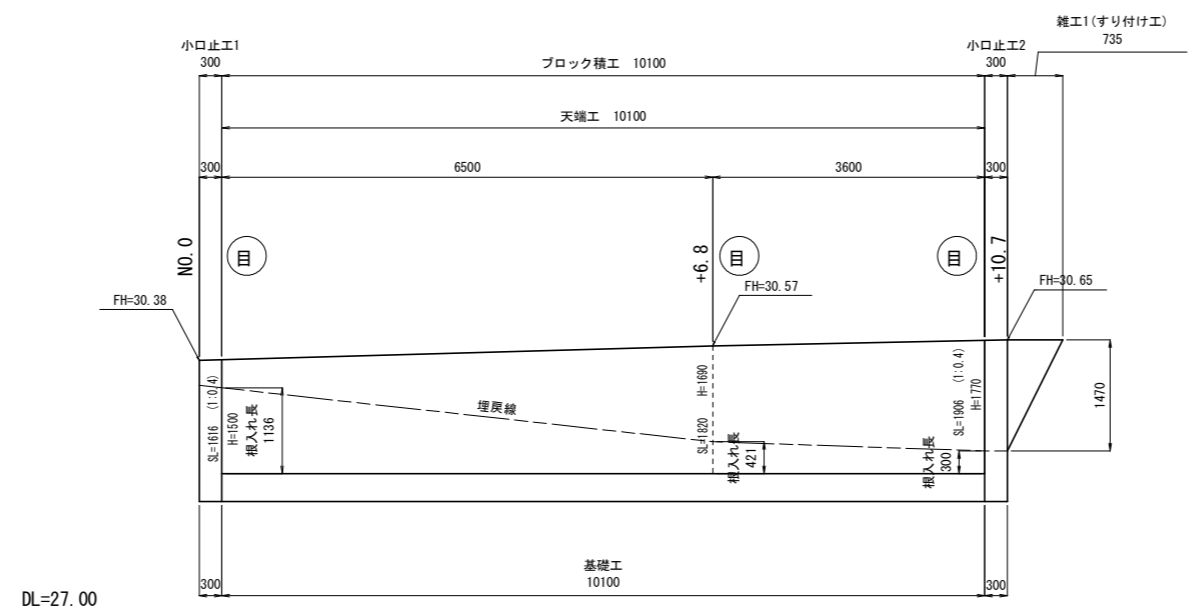 雑工1(すり付け工)
735
小口止工1
300
ブロック積工 10100
小口止工2
300
天端工 10100
300
6500
3600
300
NO.0
目
+6.8
目
目
+10.7
FH=30.38
FH=30.57
FH=30.65
SL=1616 (1:0.4)
H=1500
根入れ長
1136
埋戻線
SL=1820 H=1690
根入れ長
421
SL=1906 (1:0.4)
H=1770
根入れ長
300
1470
300
基礎工
10100
300
DL=27.00